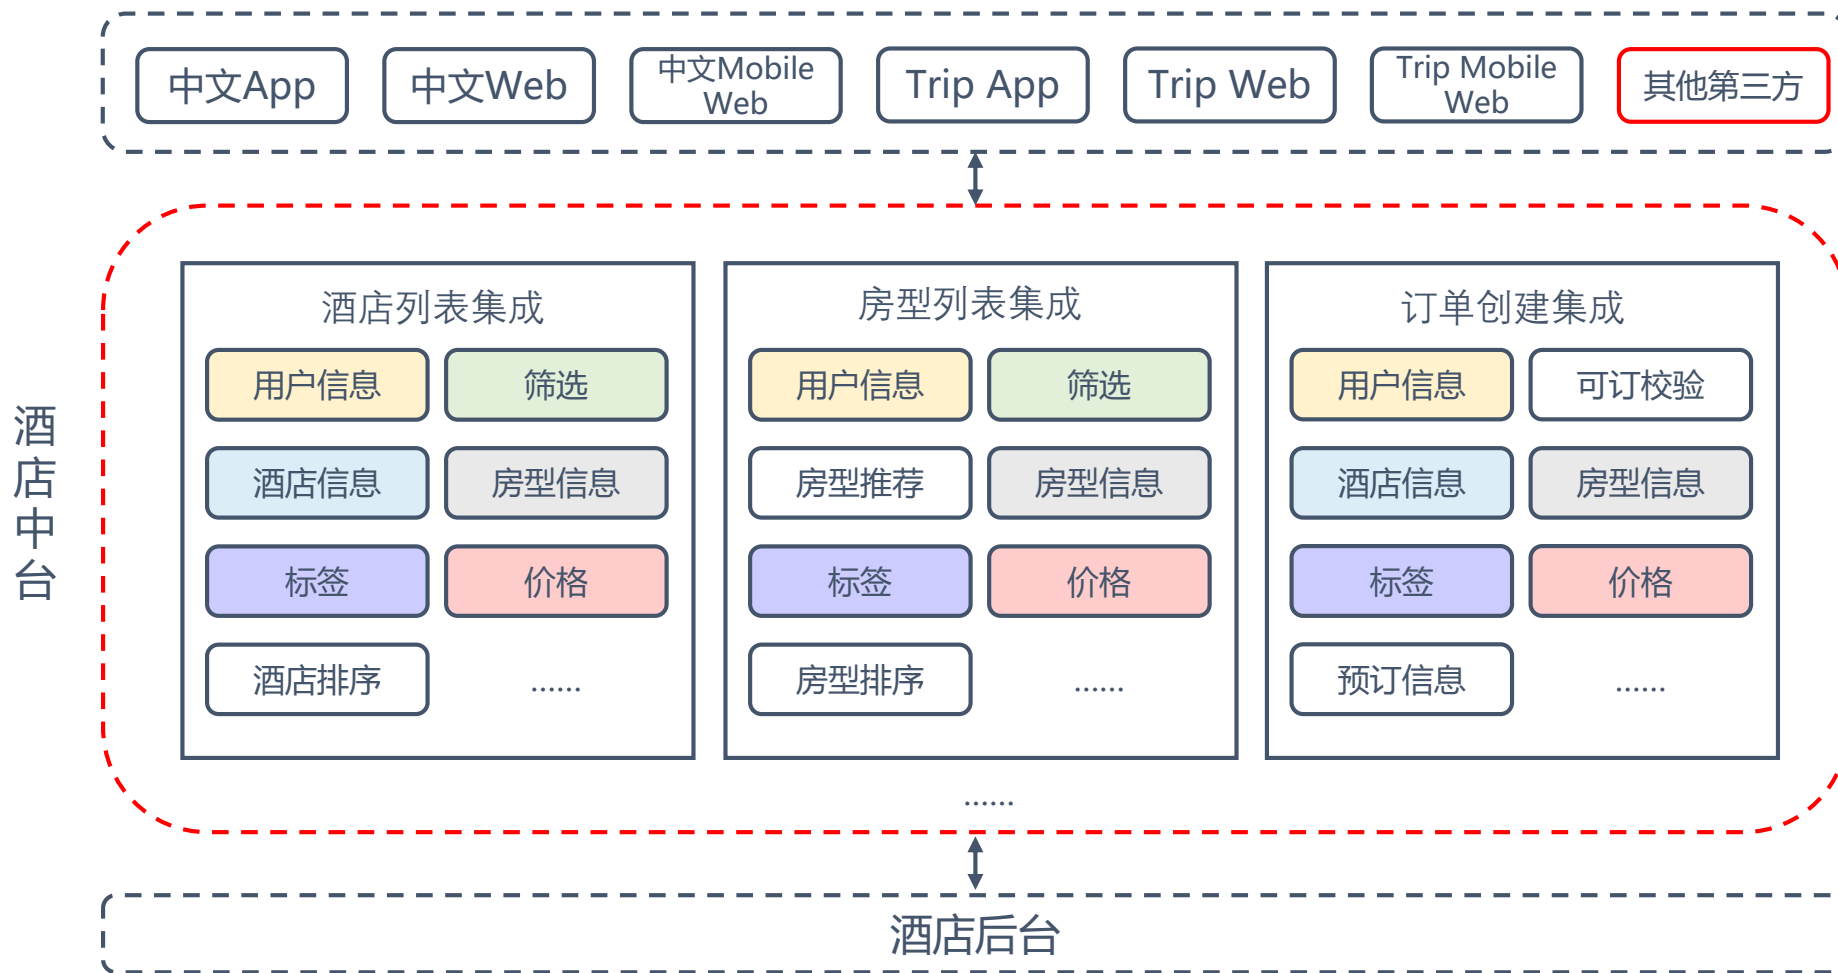 中文App
中文Web
中文Mobile
Web
Trip App
Trip Web
Trip Mobile
Web
其他第三方
酒店中台
酒店列表集成
用户信息
筛选
酒店信息
房型信息
标签
价格
酒店排序
......
房型列表集成
用户信息
筛选
房型推荐
房型信息
标签
价格
房型排序
......
订单创建集成
用户信息
可订校验
酒店信息
房型信息
标签
价格
预订信息
......
......
酒店后台